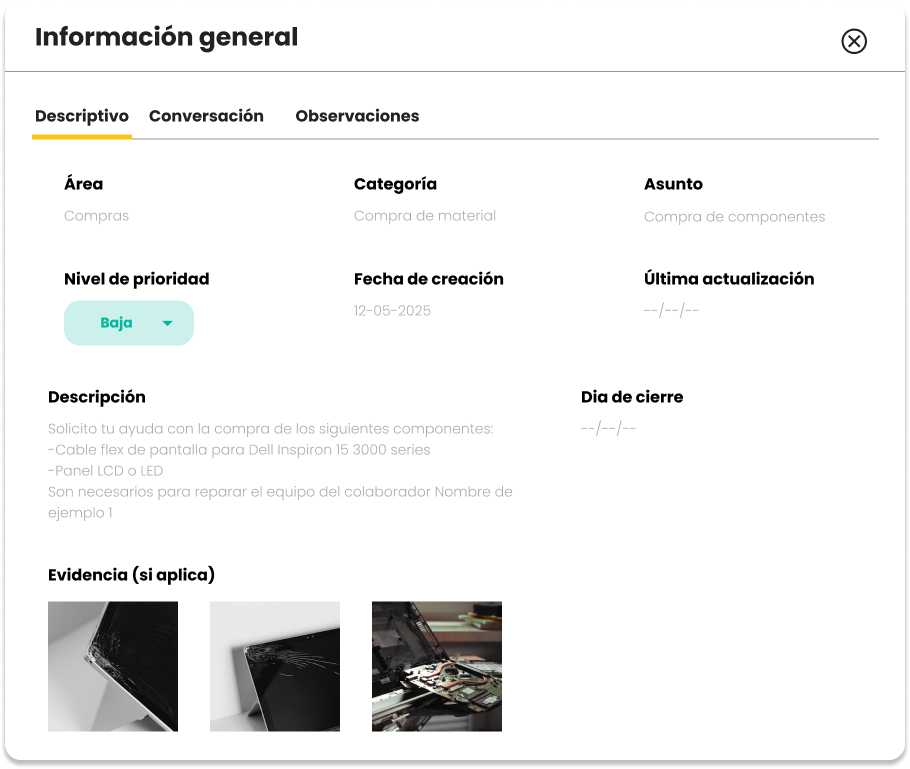 Información general
Descriptivo Conversación Observaciones
Área Categoría Asunto
Compras Compra de material Compra de componentes
Nivel de prioridad Fecha de creación Última actualización
Baja 12-05-2025 --/--/--
Descripción Dia de cierre
Solicito tu ayuda con la compra de los siguientes componentes: --/--/--
-Cable flex de pantalla para Dell Inspiron 15 3000 series
-Panel LCD o LED
Son necesarios para reparar el equipo del colaborador Nombre de
ejemplo 1
Evidencia (si aplica)